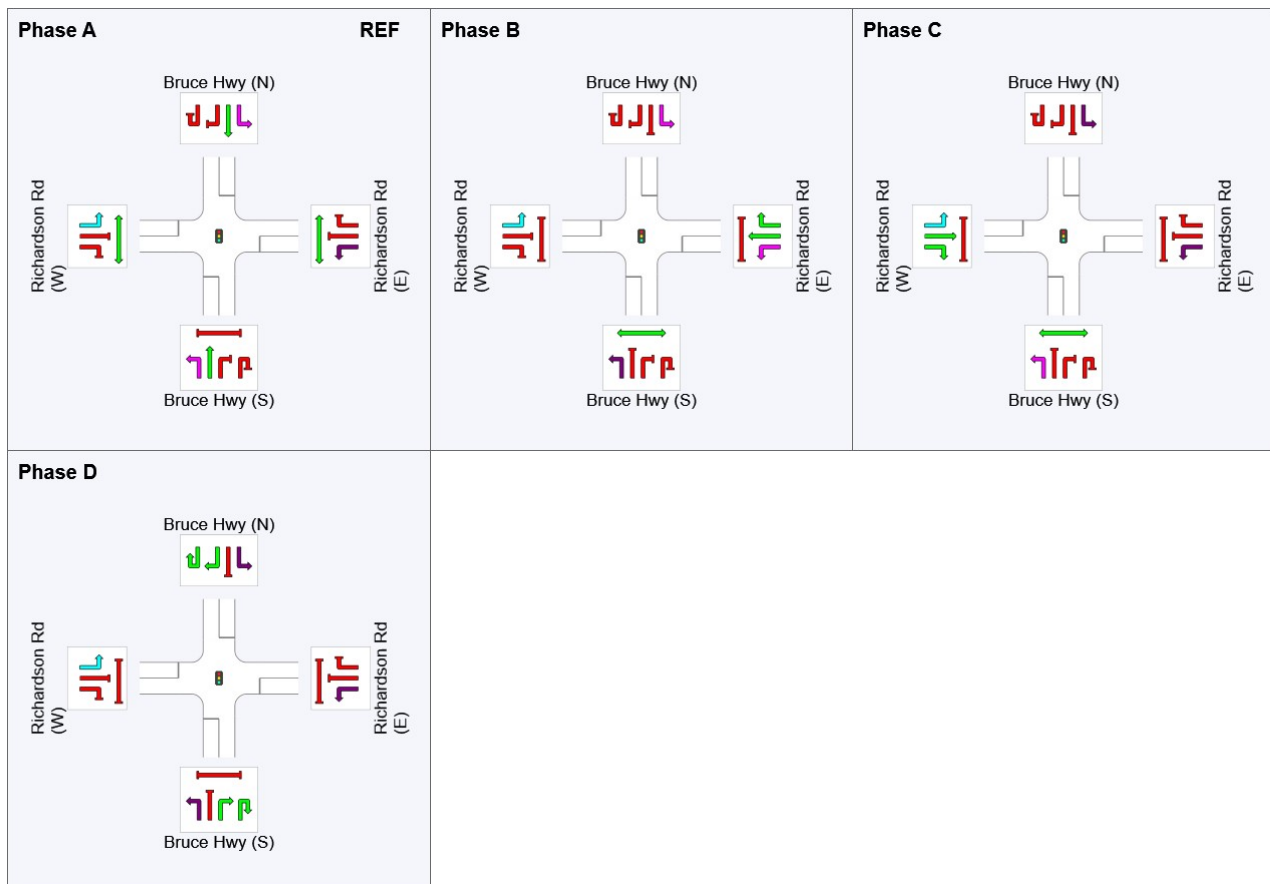 Phase A
REF
Bruce Hwy (N)
Richardson Rd
(W)
Richardson Rd
(E)
Bruce Hwy (S)
Phase B
Bruce Hwy (N)
Richardson Rd
(W)
Richardson Rd
(E)
Bruce Hwy (S)
Phase C
Bruce Hwy (N)
Richardson Rd
(W)
Richardson Rd
(E)
Bruce Hwy (S)
Phase D
Bruce Hwy (N)
Richardson Rd
(W)
Richardson Rd
(E)
Bruce Hwy (S)